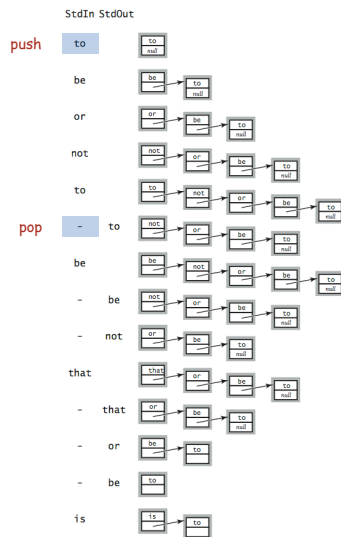 StdIn StdOut
push to to null
be be to null
or or be to null
not not or be to null
to to not or be to null
pop - to not or be to null
be be not or be to null
- be not or be to null
- not or be to null
that that or be to null
- that or be to null
- or be to
- be to
is is to